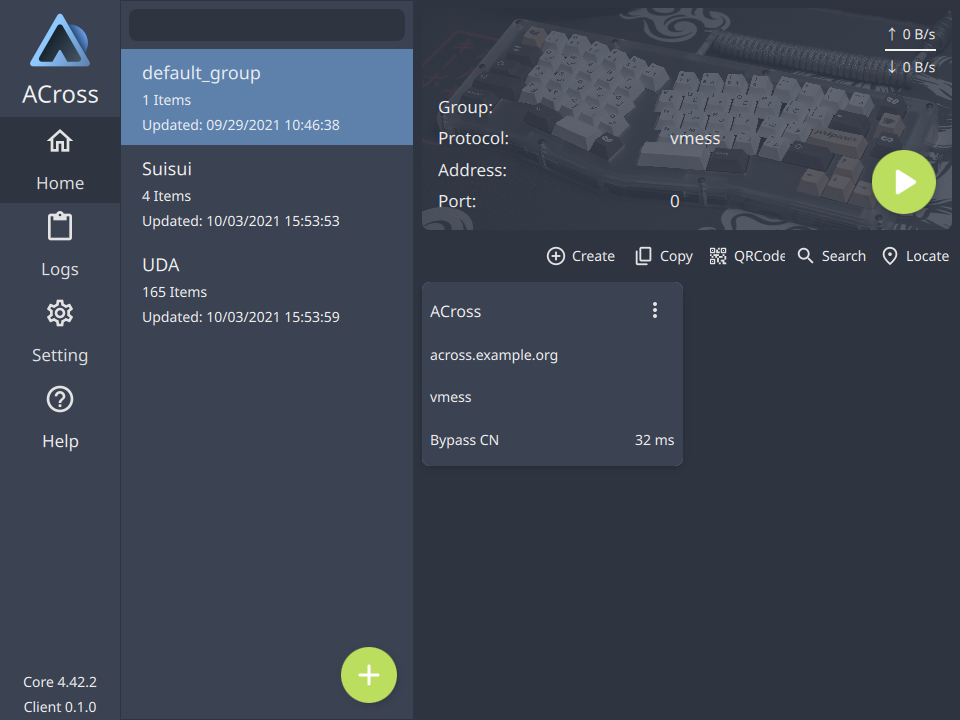 ACross
Home
Logs
Setting
Help
Core 4.42.2
Client 0.1.0
default_group
1 Items
Updated: 09/29/2021 10:46:38
Suisui
4 Items
Updated: 10/03/2021 15:53:53
UDA
165 Items
Updated: 10/03/2021 15:53:59
↑ 0 B/s
↓ 0 B/s
Group:
Protocol: vmess
Address:
Port: 0
Create Copy QRCode Search Locate
ACross
across.example.org
vmess
Bypass CN 32 ms